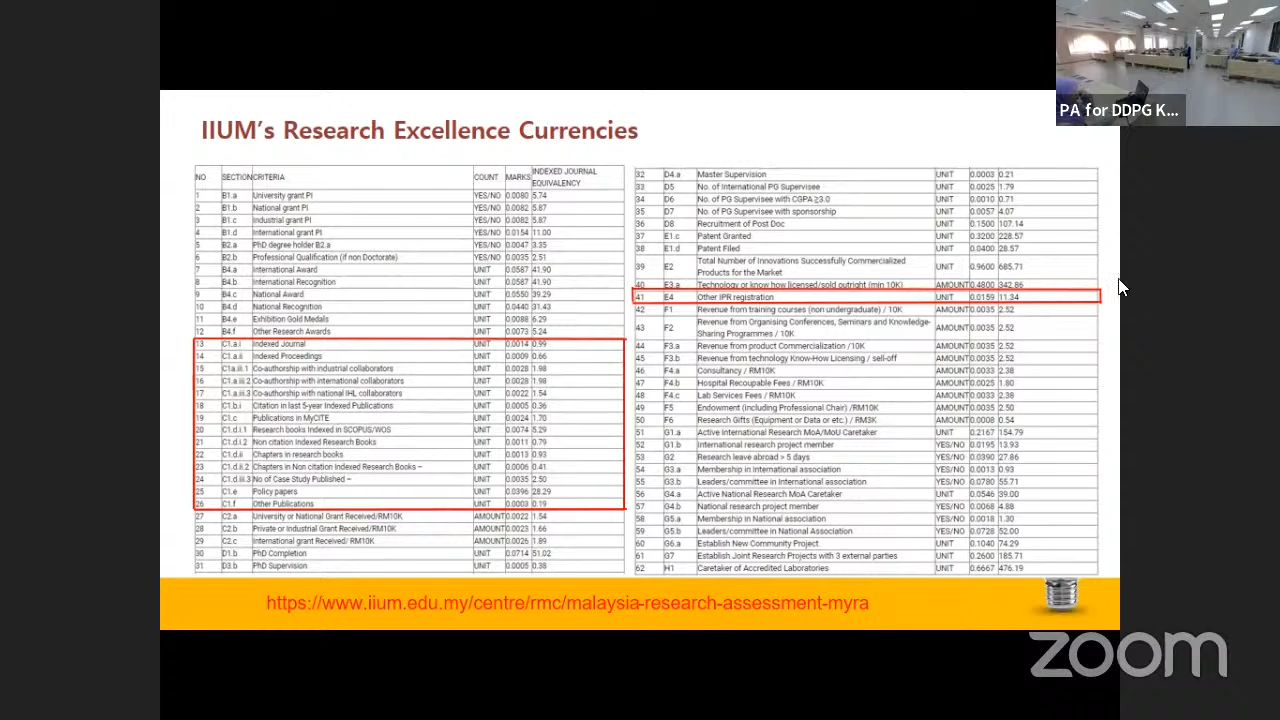 PA for DDPG K...
IIUM's Research Excellence Currencies
NO SECTION CRITERIA COUNT MARKS INDEXED JOURNAL EQUIVALENCY
1 B1.a University grant PI YES/NO 0.0080 5.74
2 B1.b National grant PI YES/NO 0.0082 5.87
3 B1.c Industrial grant PI YES/NO 0.0082 5.87
4 B1.d International grant PI YES/NO 0.0154 11.00
5 B2.a PhD degree holder B2.a YES/NO 0.0047 3.35
6 B2.b Professional Qualification (if non Doctorate) YES/NO 0.0035 2.51
7 B4.a International Award UNIT 0.0587 41.90
8 B4.b International Recognition UNIT 0.0587 41.90
9 B4.c National Award UNIT 0.0550 39.29
10 B4.d National Recognition UNIT 0.0440 31.43
11 B4.e Exhibition Gold Medals UNIT 0.0088 6.29
12 B4.f Other Research Awards UNIT 0.0073 5.24
13 C1.a.i Indexed Journal UNIT 0.0014 0.99
14 C1.a.ii Indexed Proceedings UNIT 0.0009 0.66
15 C1a.iii.1 Co-authorship with industrial collaborators UNIT 0.0028 1.98
16 C1.a.iii.2 Co-authorship with international collaborators UNIT 0.0028 1.98
17 C1.a.iii.3 Co-authorship with national IHL collaborators UNIT 0.0022 1.54
18 C1.b.i Citation in last 5-year Indexed Publications UNIT 0.0005 0.36
19 C1.c Publications in MyCITE UNIT 0.0024 1.70
20 C1.d.i.1 Research books Indexed in SCOPUS/WOS UNIT 0.0074 5.29
21 C1.d.i.2 Non citation Indexed Research Books UNIT 0.0011 0.79
22 C1.d.ii Chapters in research books UNIT 0.0013 0.93
23 C1.d.ii.2 Chapters in Non citation Indexed Research Books – UNIT 0.0006 0.41
24 C1.d.iii.3 No of Case Study Published – UNIT 0.0035 2.50
25 C1.e Policy papers UNIT 0.0396 28.29
26 C1.f Other Publications UNIT 0.0003 0.19
27 C2.a University or National Grant Received/RM10K AMOUNT 0.0022 1.54
28 C2.b Private or Industrial Grant Received/RM10K AMOUNT 0.0023 1.66
29 C2.c International grant Received/ RM10K AMOUNT 0.0026 1.89
30 D1.b PhD Completion UNIT 0.0714 51.02
31 D3.b PhD Supervision UNIT 0.0005 0.38
32 D4.a Master Supervision UNIT 0.0003 0.21
33 D5 No. of International PG Supervisee UNIT 0.0025 1.79
34 D6 No. of PG Supervisee with CGPA ≥3.0 UNIT 0.0010 0.71
35 D7 No. of PG Supervisee with sponsorship UNIT 0.0057 4.07
36 D8 Recruitment of Post Doc UNIT 0.1500 107.14
37 E1.c Patent Granted UNIT 0.3200 228.57
38 E1.d Patent Filed UNIT 0.0400 28.57
39 E2 Total Number of Innovations Successfully Commercialized Products for the Market UNIT 0.9600 685.71
40 E3.a Technology or know how licensed/sold outright (min 10K) AMOUNT 0.4800 342.86
41 E4 Other IPR registration UNIT 0.0159 11.34
42 F1 Revenue from training courses (non undergraduate) / 10K AMOUNT 0.0035 2.52
43 F2 Revenue from Organising Conferences, Seminars and Knowledge-Sharing Programmes / 10K AMOUNT 0.0035 2.52
44 F3.a Revenue from product Commercialization /10K AMOUNT 0.0035 2.52
45 F3.b Revenue from technology Know-How Licensing / sell-off AMOUNT 0.0035 2.52
46 F4.a Consultancy / RM10K AMOUNT 0.0033 2.38
47 F4.b Hospital Recoupable Fees / RM10K AMOUNT 0.0025 1.80
48 F4.c Lab Services Fees / RM10K AMOUNT 0.0033 2.38
49 F5 Endowment (including Professional Chair) /RM10K AMOUNT 0.0035 2.50
50 F6 Research Gifts (Equipment or Data or etc.) / RM3K AMOUNT 0.0008 0.54
51 G1.a Active International Research MoA/MoU Caretaker UNIT 0.2167 154.79
52 G1.b International research project member YES/NO 0.0195 13.93
53 G2 Research leave abroad > 5 days YES/NO 0.0390 27.86
54 G3.a Membership in International association YES/NO 0.0013 0.93
55 G3.b Leaders/committee in International association YES/NO 0.0780 55.71
56 G4.a Active National Research MoA Caretaker UNIT 0.0546 39.00
57 G4.b National research project member YES/NO 0.0068 4.88
58 G5.a Membership in National association YES/NO 0.0018 1.30
59 G5.b Leaders/committee in National Association YES/NO 0.0728 52.00
60 G6.a Establish New Community Project UNIT 0.1040 74.29
61 G7 Establish Joint Research Projects with 3 external parties UNIT 0.2600 185.71
62 H1 Caretaker of Accredited Laboratories UNIT 0.6667 476.19
https://www.iium.edu.my/centre/rmc/malaysia-research-assessment-myra
zoom